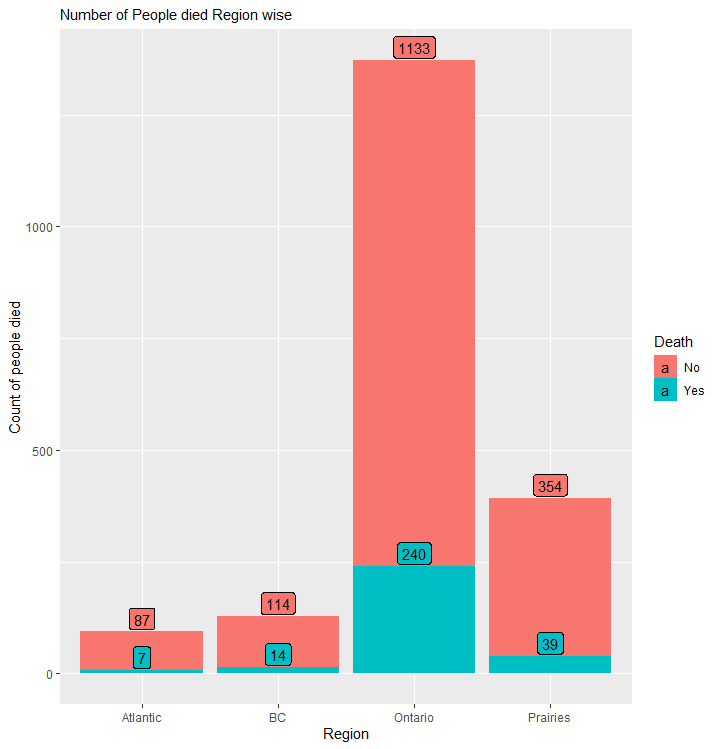 Number of People died Region wise
1133
1000
Count of people died
Death
a No
a Yes
500
354
240
114
87
39
14
7
0
Atlantic BC Ontario Prairies
Region